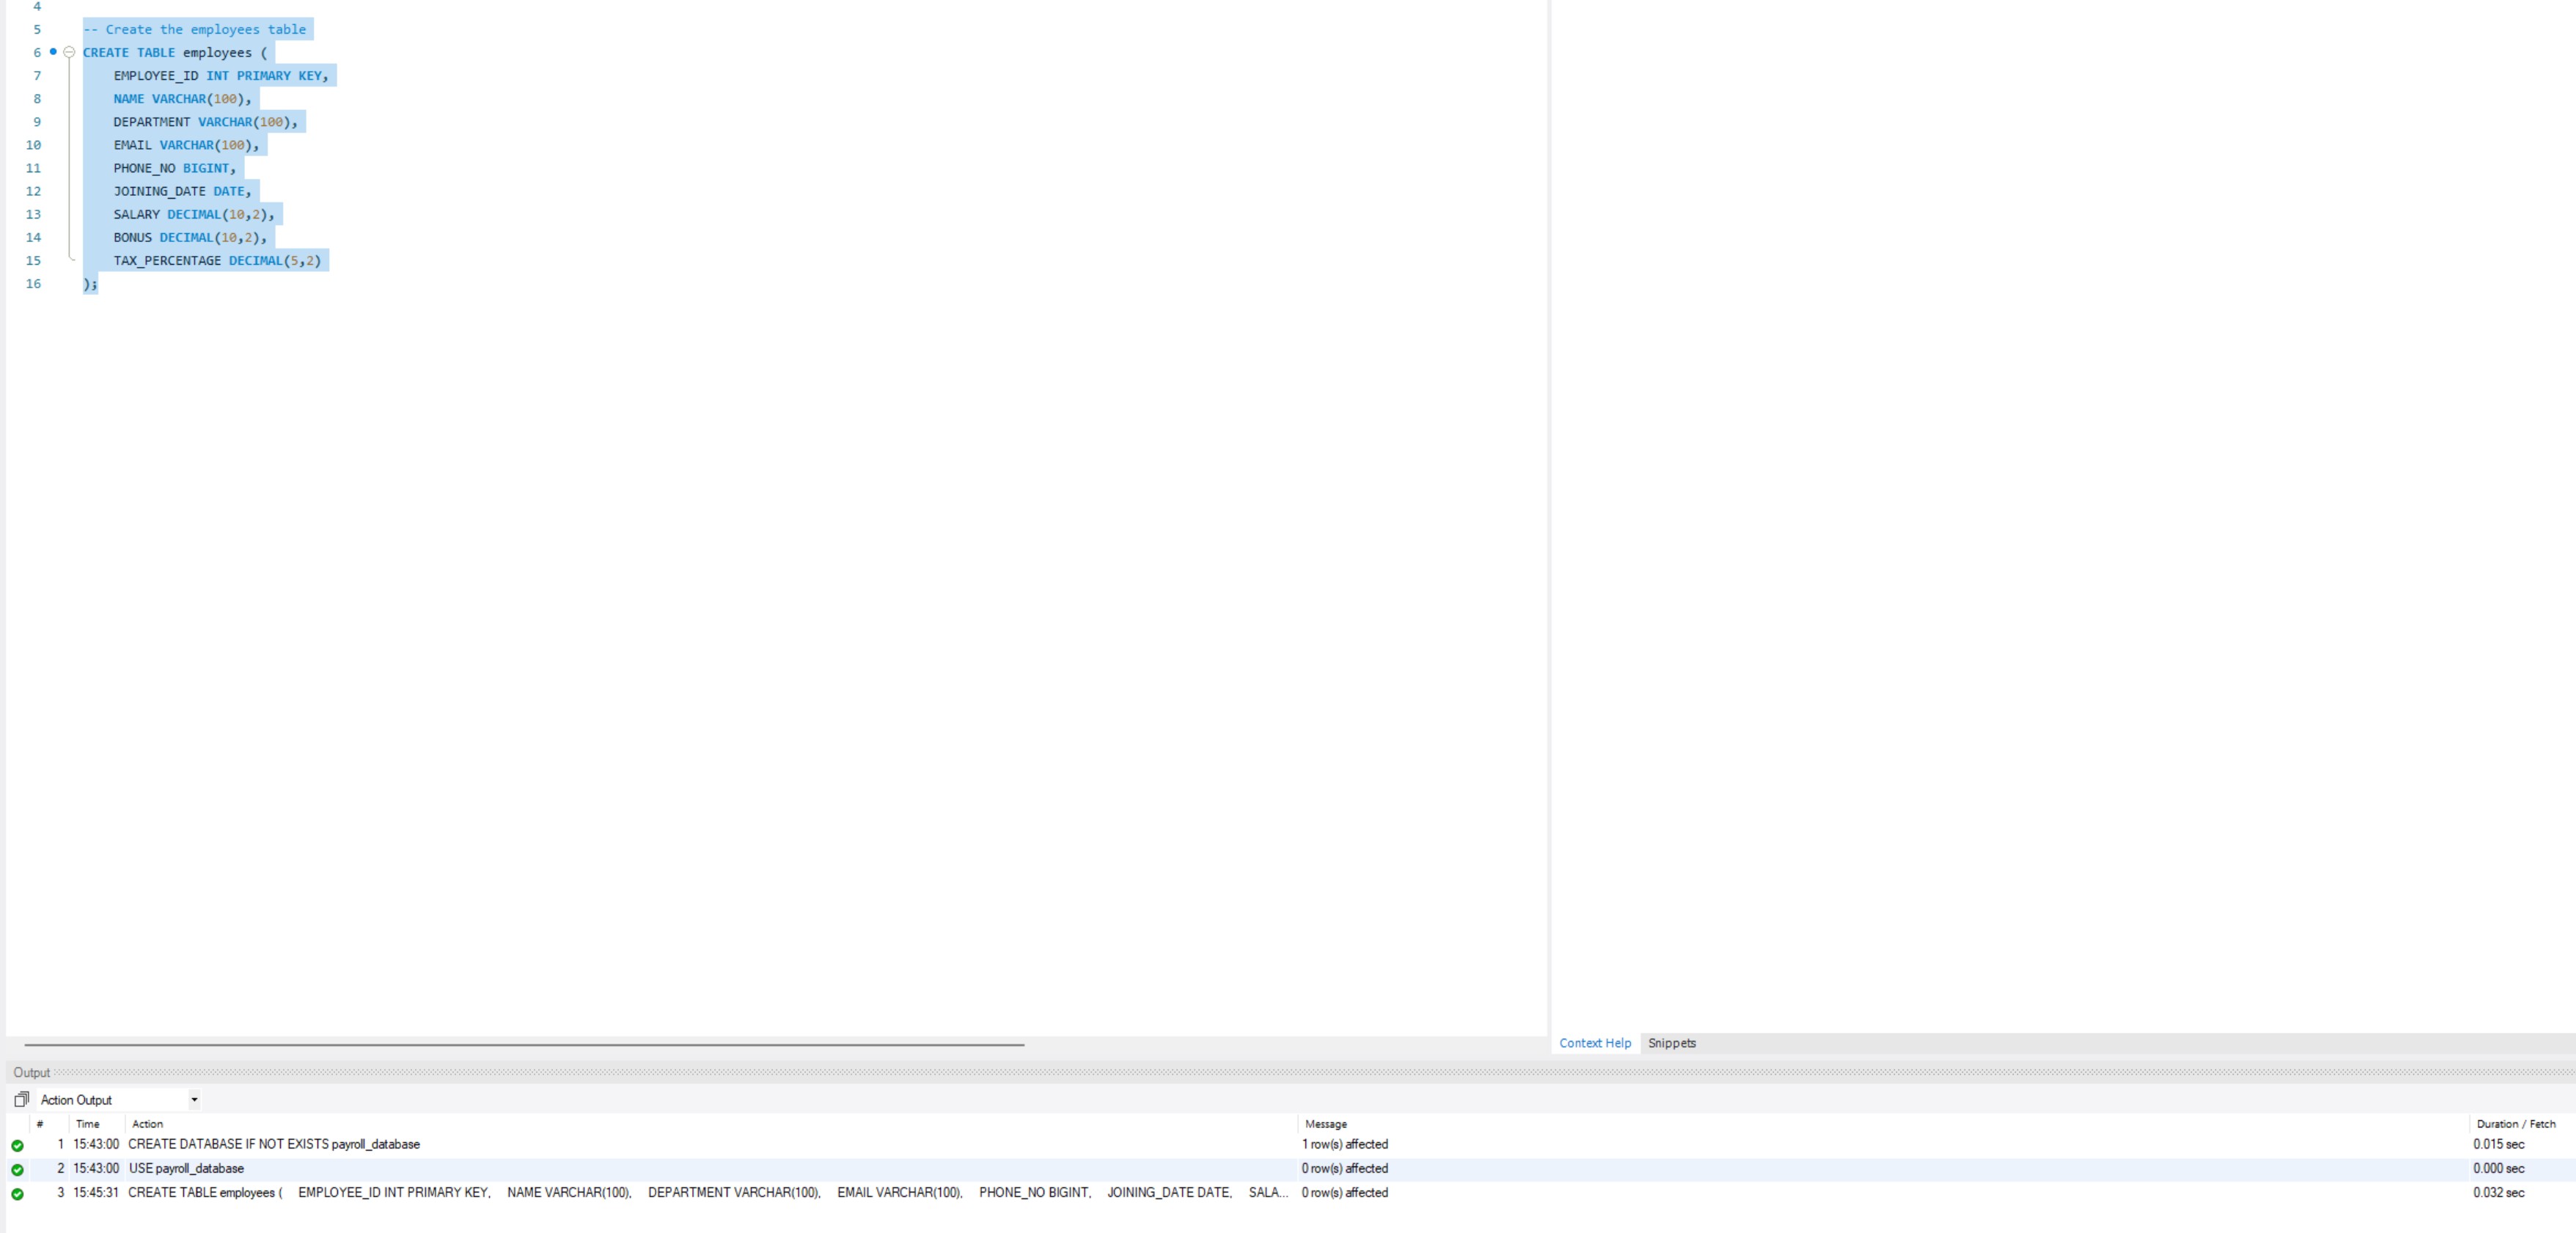 4
5 -- Create the employees table
6 CREATE TABLE employees (
7 EMPLOYEE_ID INT PRIMARY KEY,
8 NAME VARCHAR(100),
9 DEPARTMENT VARCHAR(100),
10 EMAIL VARCHAR(100),
11 PHONE_NO BIGINT,
12 JOINING_DATE DATE,
13 SALARY DECIMAL(10,2),
14 BONUS DECIMAL(10,2),
15 TAX_PERCENTAGE DECIMAL(5,2)
16 );
Context Help Snippets
Output
Action Output
# Time Action Message Duration / Fetch
1 15:43:00 CREATE DATABASE IF NOT EXISTS payroll_database 1 row(s) affected 0.015 sec
2 15:43:00 USE payroll_database 0 row(s) affected 0.000 sec
3 15:45:31 CREATE TABLE employees ( EMPLOYEE_ID INT PRIMARY KEY, NAME VARCHAR(100), DEPARTMENT VARCHAR(100), EMAIL VARCHAR(100), PHONE_NO BIGINT, JOINING_DATE DATE, SALA... 0 row(s) affected 0.032 sec